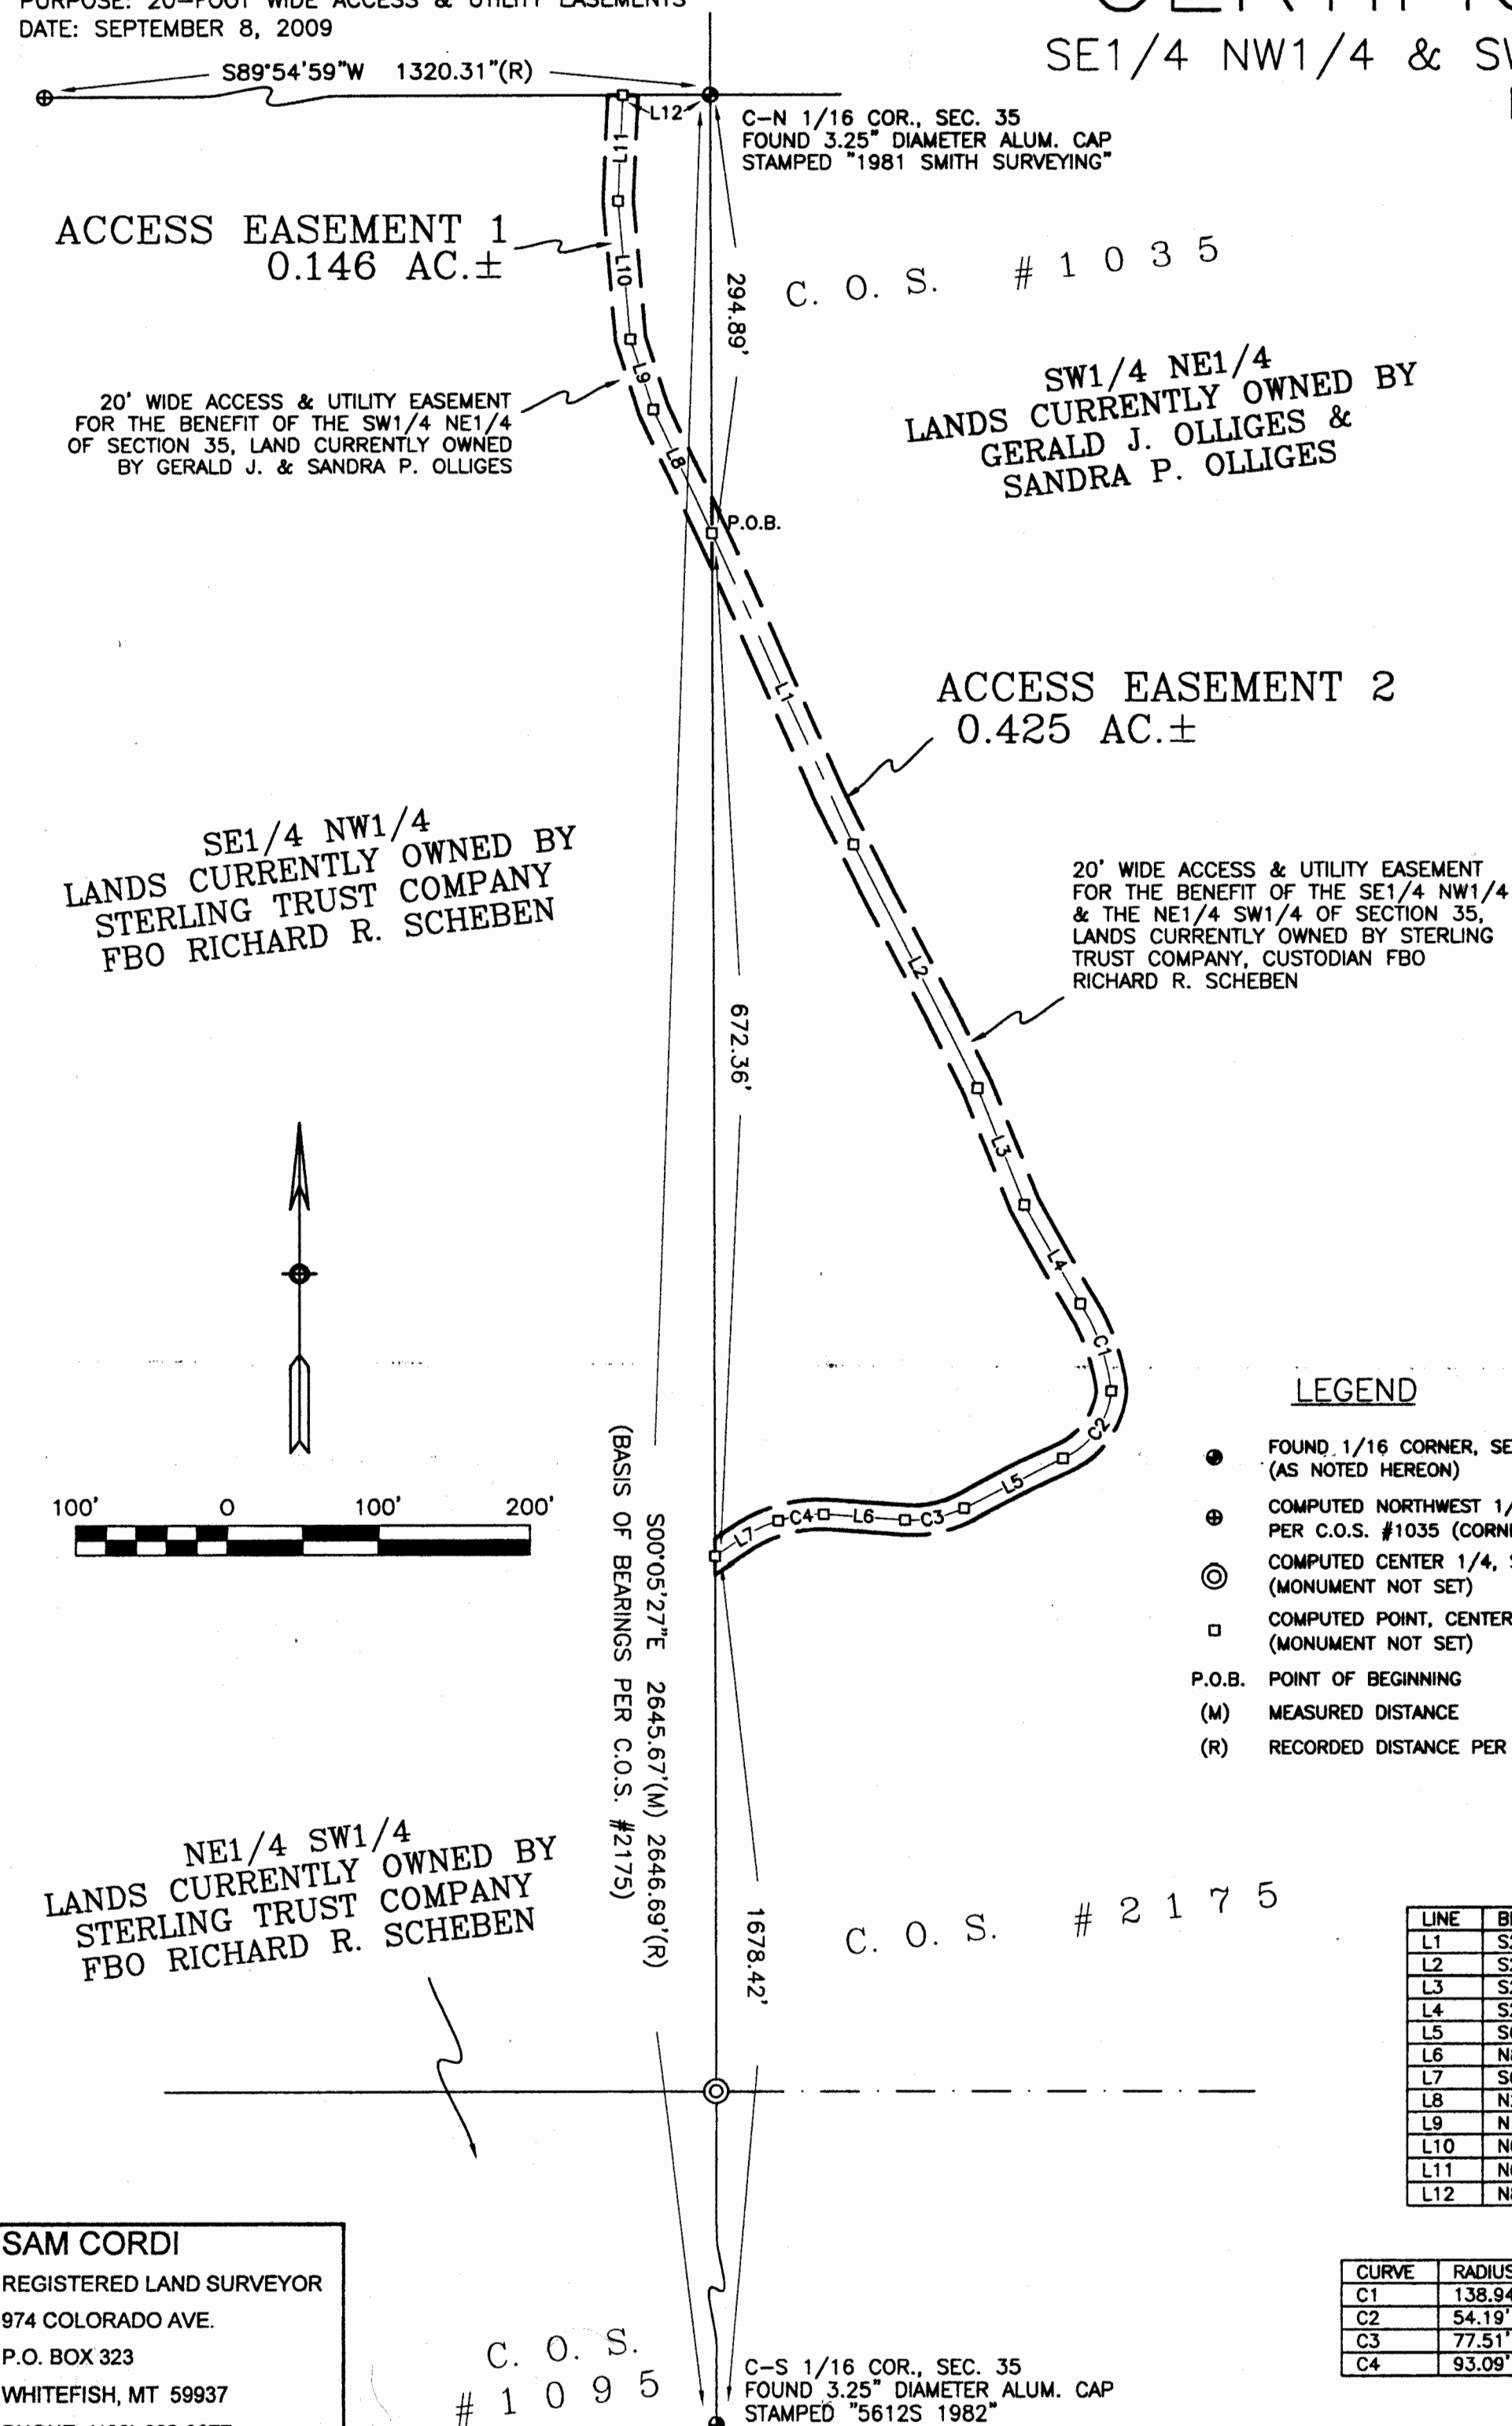 DATE: SEPTEMBER 8, 2009
SE1/4 NW1/4 &
S89°54'59"W 1320.31"(R)
L12
C-N 1/16 COR., SEC. 35
FOUND 3.25" DIAMETER ALUM. CAP
STAMPED "1981 SMITH SURVEYING"
L11
ACCESS EASEMENT 1
0.146 AC.±
L10
294.89'
C. O. S. #1035
L9
20' WIDE ACCESS & UTILITY EASEMENT
FOR THE BENEFIT OF THE SW1/4 NE1/4
OF SECTION 35, LAND CURRENTLY OWNED
BY GERALD J. & SANDRA P. OLLIGES
SW1/4 NE1/4
LANDS CURRENTLY OWNED BY
GERALD J. OLLIGES &
SANDRA P. OLLIGES
L8
P.O.B.
L1
ACCESS EASEMENT 2
0.425 AC.±
SE1/4 NW1/4
LANDS CURRENTLY OWNED BY
STERLING TRUST COMPANY
FBO RICHARD R. SCHEBEN
20' WIDE ACCESS & UTILITY EASEMENT
FOR THE BENEFIT OF THE SE1/4 NW1/4
& THE NE1/4 SW1/4 OF SECTION 35,
LANDS CURRENTLY OWNED BY STERLING
TRUST COMPANY, CUSTODIAN FBO
RICHARD R. SCHEBEN
L2
672.36'
L3
L4
C1
C2
L5
C3
L6
C4
L7
100' 0 100' 200'
S00°05'27"E 2645.67'(M) 2646.69'(R)
(BASIS OF BEARINGS PER C.O.S. #2175)
LEGEND
FOUND 1/16 CORNER,
(AS NOTED HEREON)
COMPUTED NORTHWEST
PER C.O.S. #1035
COMPUTED CENTER 1/4,
(MONUMENT NOT SET)
COMPUTED POINT,
(MONUMENT NOT SET)
P.O.B. POINT OF BEGINNING
(M) MEASURED DISTANCE
(R) RECORDED DISTANCE PER
NE1/4 SW1/4
LANDS CURRENTLY OWNED BY
STERLING TRUST COMPANY
FBO RICHARD R. SCHEBEN
1678.42'
C. O. S. #2175
LINE
L1
L2
L3
L4
L5
L6
L7
L8
L9
L10
L11
L12
SAM CORDI
REGISTERED LAND SURVEYOR
974 COLORADO AVE.
P.O. BOX 323
WHITEFISH, MT 59937
C. O. S.
#1095
C-S 1/16 COR., SEC. 35
FOUND 3.25" DIAMETER ALUM. CAP
STAMPED "5612S 1982"
CURVE RADIUS
C1 138.94
C2 54.19'
C3 77.51'
C4 93.09'